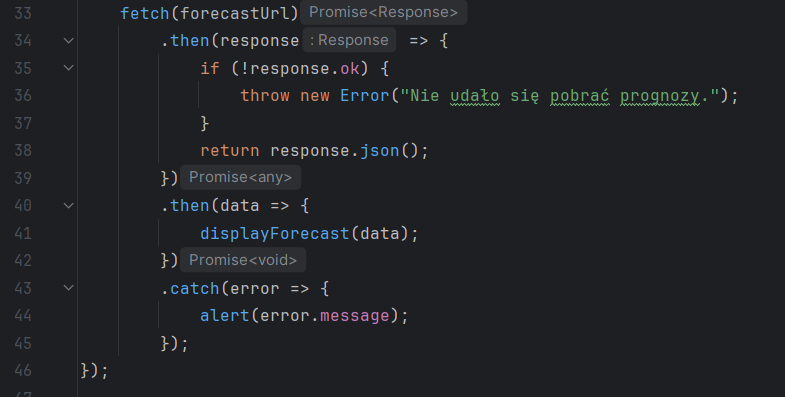 33 fetch(forecastUrl) Promise<Response>
34 .then(response : Response => {
35 if (!response.ok) {
36 throw new Error("Nie udało się pobrać prognozy.");
37 }
38 return response.json();
39 }) Promise<any>
40 .then(data => {
41 displayForecast(data);
42 }) Promise<void>
43 .catch(error => {
44 alert(error.message);
45 });
46 });
47